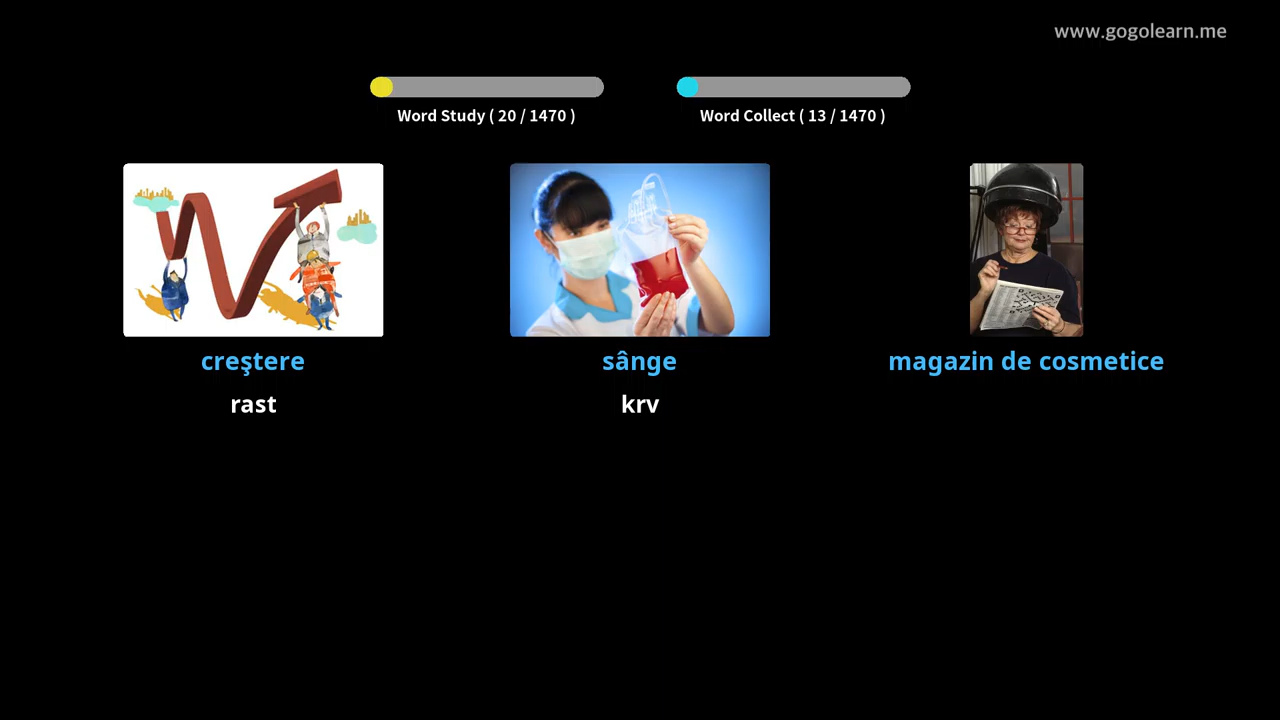 www.gogolearn.me
Word Study ( 20 / 1470 )
Word Collect ( 13 / 1470 )
creştere
sânge
magazin de cosmetice
rast
krv